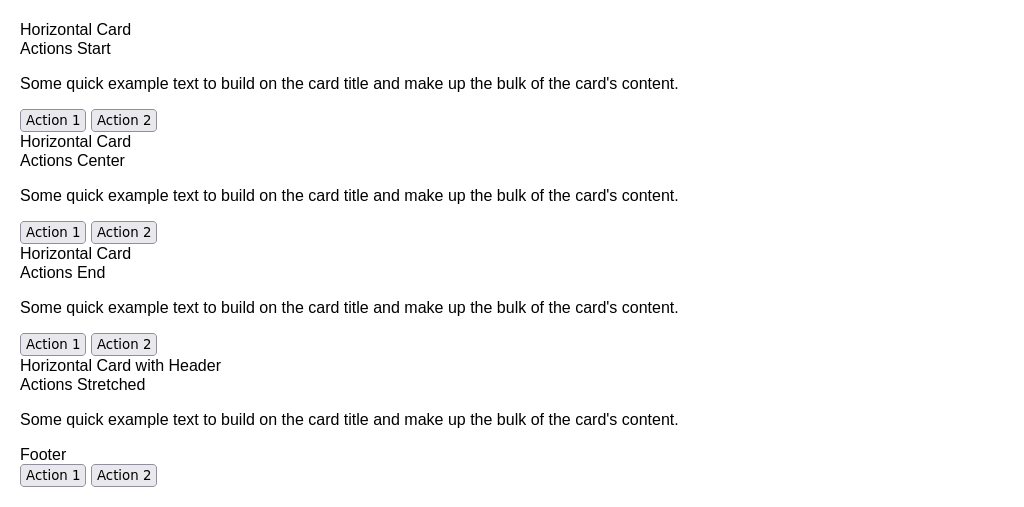 Horizontal Card
Actions Start
Some quick example text to build on the card title and make up the bulk of the card's content.
Action 1 Action 2
Horizontal Card
Actions Center
Some quick example text to build on the card title and make up the bulk of the card's content.
Action 1 Action 2
Horizontal Card
Actions End
Some quick example text to build on the card title and make up the bulk of the card's content.
Action 1 Action 2
Horizontal Card with Header
Actions Stretched
Some quick example text to build on the card title and make up the bulk of the card's content.
Footer
Action 1 Action 2